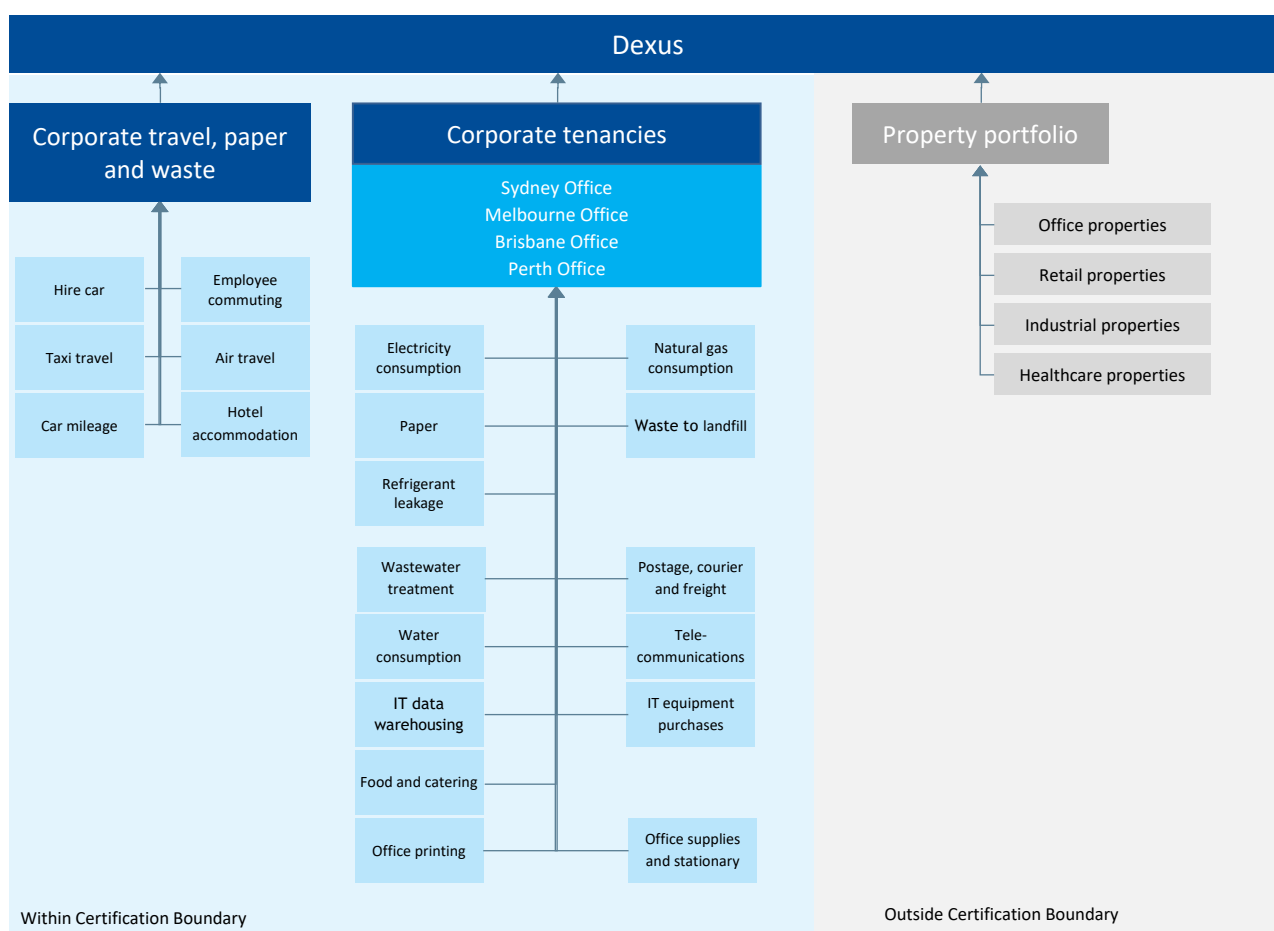 Dexus
Corporate travel, paper
and waste
Hire car
Employee
commuting
Taxi travel
Air travel
Car mileage
Hotel
accommodation
Corporate tenancies
Sydney Office
Melbourne Office
Brisbane Office
Perth Office
Electricity
consumption
Natural gas
consumption
Paper
Waste to landfill
Refrigerant
leakage
Wastewater
treatment
Postage, courier
and freight
Water
consumption
Tele-
communications
IT data
warehousing
IT equipment
purchases
Food and catering
Office printing
Office supplies
and stationary
Property portfolio
Office properties
Retail properties
Industrial properties
Healthcare properties
Within Certification Boundary
Outside Certification Boundary